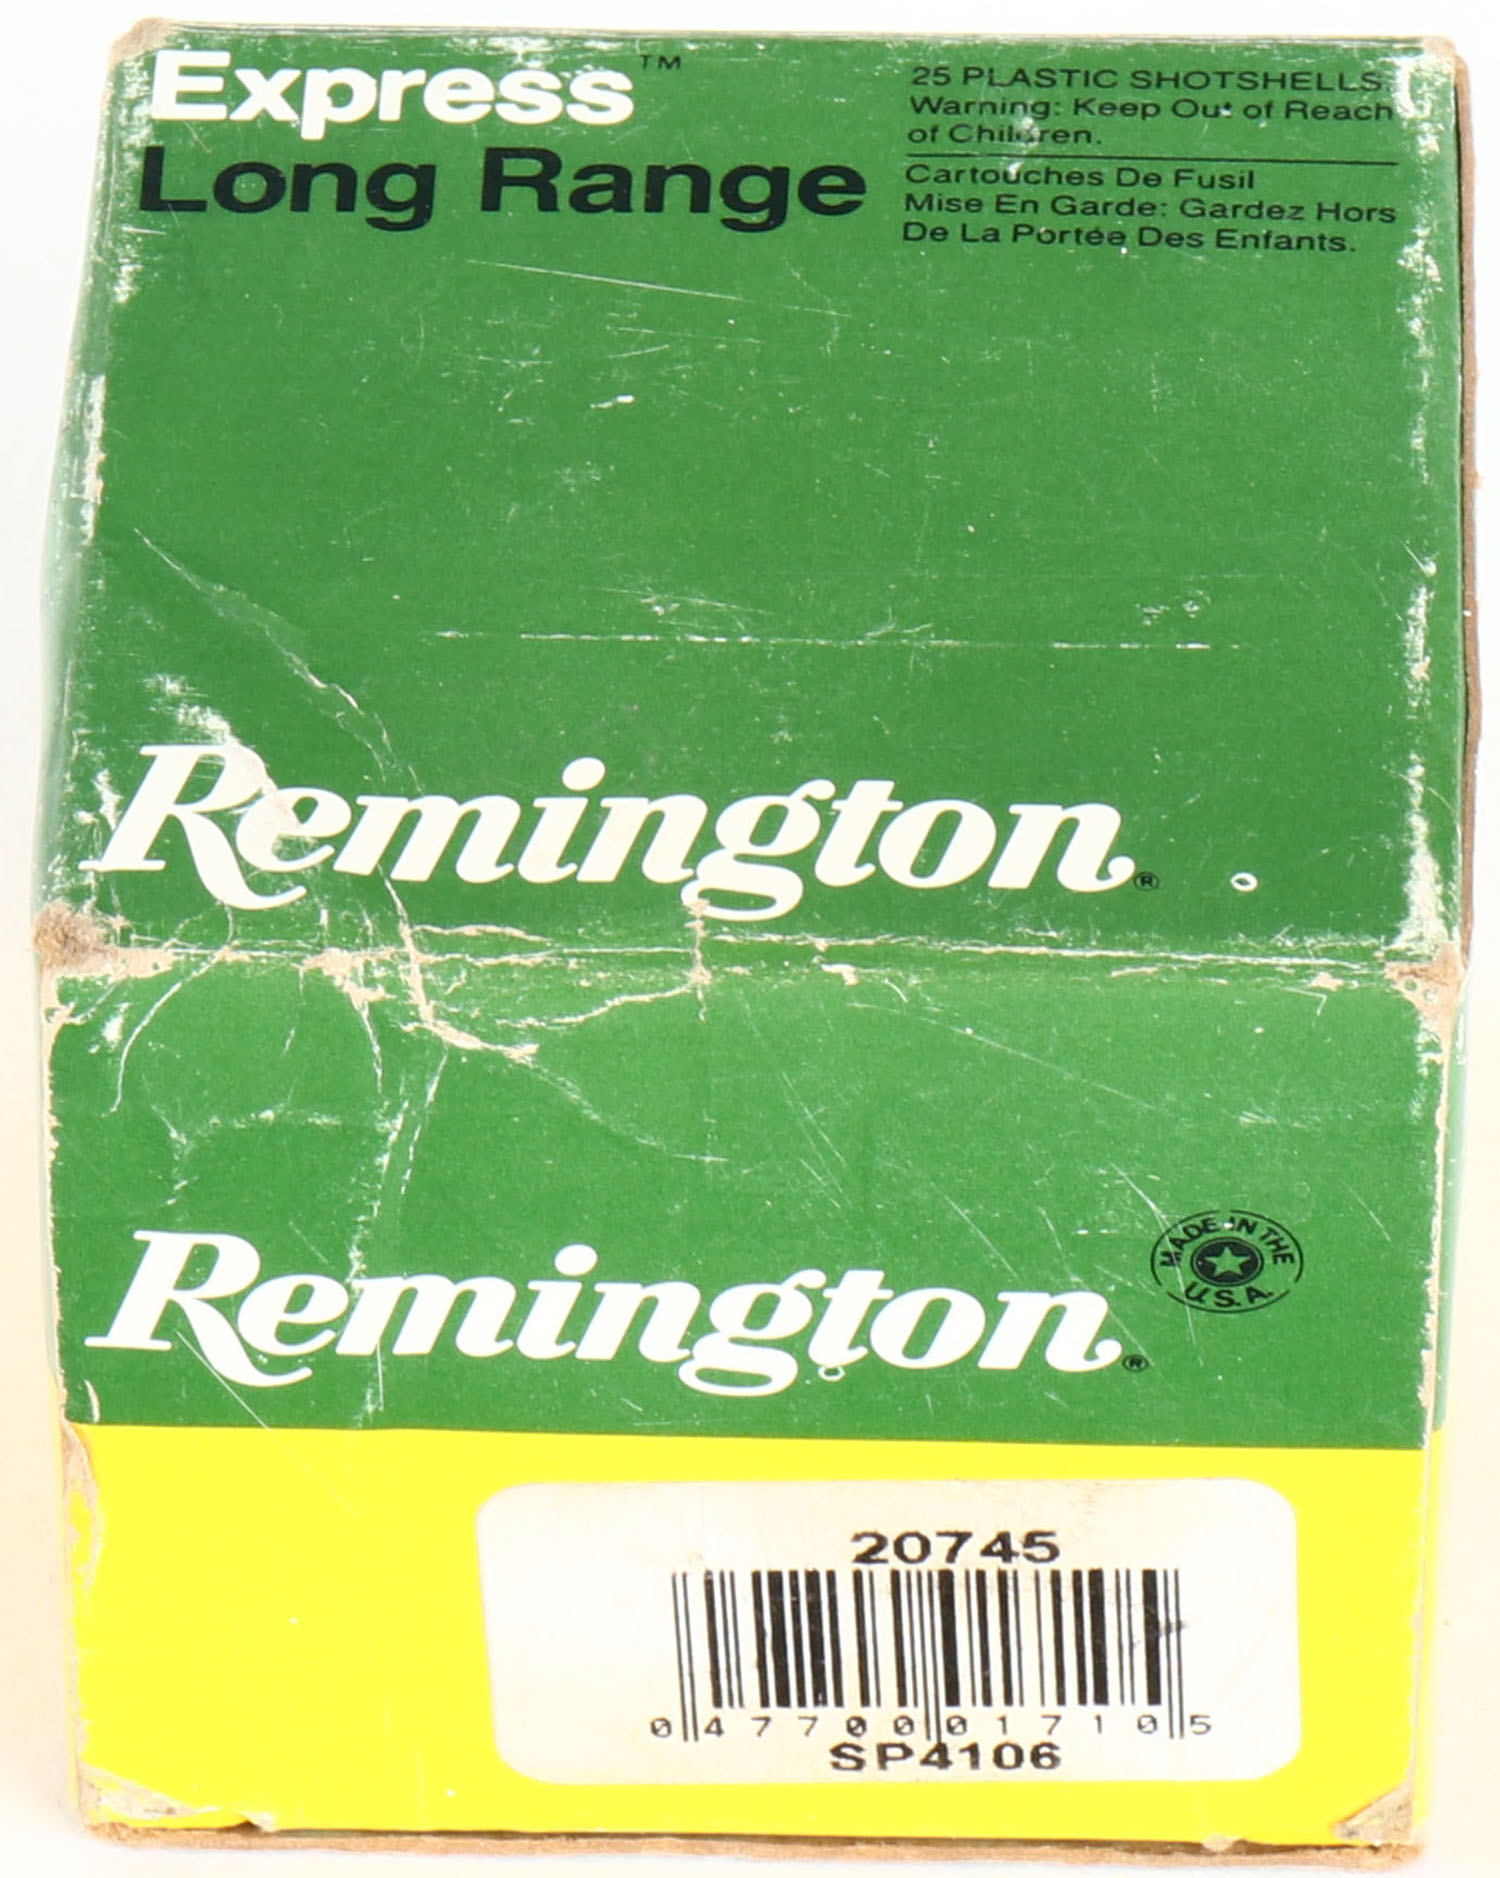 Express™
Long Range
25 PLASTIC SHOTSHELLS.
Warning: Keep Out of Reach
of Children.
Cartouches De Fusil
Mise En Garde: Gardez Hors
De La Portée Des Enfants.
Remington®
Remington®
MADE IN THE
U.S.A.
20745
0 47700 01710 5
SP4106